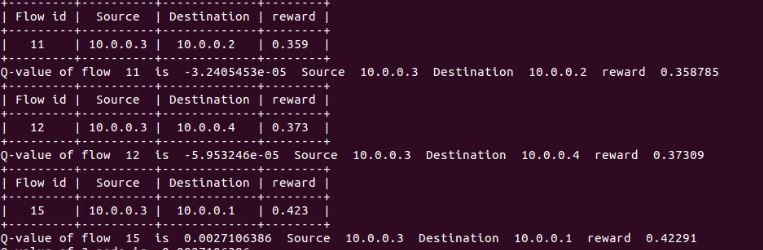 +---------+----------+-------------+--------+
| Flow id |  Source  | Destination | reward |
+---------+----------+-------------+--------+
|   11    | 10.0.0.3 |  10.0.0.2   | 0.359  |
+---------+----------+-------------+--------+
Q-value of flow  11  is  -3.2405453e-05  Source  10.0.0.3  Destination  10.0.0.2  reward  0.358785
+---------+----------+-------------+--------+
| Flow id |  Source  | Destination | reward |
+---------+----------+-------------+--------+
|   12    | 10.0.0.3 |  10.0.0.4   | 0.373  |
+---------+----------+-------------+--------+
Q-value of flow  12  is  -5.953246e-05  Source  10.0.0.3  Destination  10.0.0.4  reward  0.37309
+---------+----------+-------------+--------+
| Flow id |  Source  | Destination | reward |
+---------+----------+-------------+--------+
|   15    | 10.0.0.3 |  10.0.0.1   | 0.423  |
+---------+----------+-------------+--------+
Q-value of flow  15  is  0.0027106386  Source  10.0.0.3  Destination  10.0.0.1  reward  0.42291